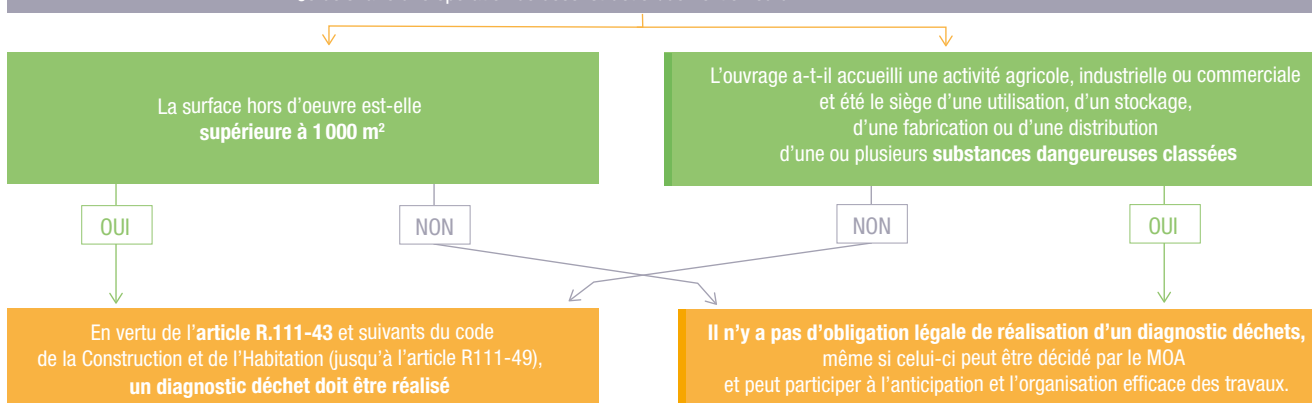 La surface hors d'oeuvre est-elle
supérieure à 1 000 m²
L'ouvrage a-t-il accueilli une activité agricole, industrielle ou commerciale
et été le siège d'une utilisation, d'un stockage,
d'une fabrication ou d'une distribution
d'une ou plusieurs substances dangeureuses classées
OUI
NON
NON
OUI
En vertu de l'article R.111-43 et suivants du code
de la Construction et de l'Habitation (jusqu'à l'article R111-49),
un diagnostic déchet doit être réalisé
Il n'y a pas d'obligation légale de réalisation d'un diagnostic déchets,
même si celui-ci peut être décidé par le MOA
et peut participer à l'anticipation et l'organisation efficace des travaux.